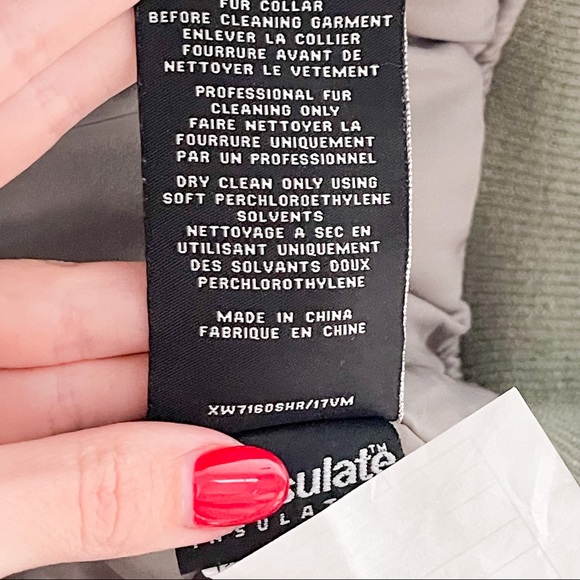 FUR COLLAR
BEFORE CLEANING GARMENT
ENLEVER LA COLLIER
FOURRURE AVANT DE
NETTOYER LE VETEMENT
PROFESSIONAL FUR
CLEANING ONLY
FAIRE NETTOYER LA
FOURRURE UNIQUEMENT
PAR UN PROFESSIONNEL
DRY CLEAN ONLY USING
SOFT PERCHLOROETHYLENE
SOLVENTS
NETTOYAGE A SEC EN
UTILISANT UNIQUEMENT
DES SOLVANTS DOUX
PERCHLOROTHYLENE
MADE IN CHINA
FABRIQUE EN CHINE
XW7160SHR/17VM
sulate™